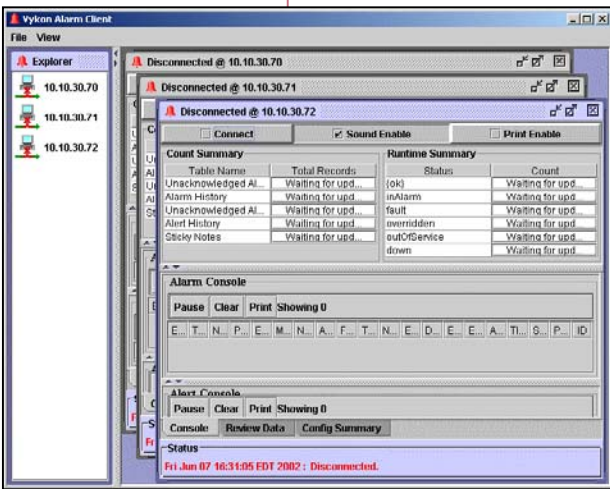 Vykon Alarm Client
File View
Explorer
10.10.30.70
10.10.30.71
10.10.30.72
Disconnected @ 10.10.30.70
Disconnected @ 10.10.30.71
Disconnected @ 10.10.30.72
Connect Sound Enable Print Enable
Count Summary Runtime Summary
Table Name Total Records Status Count
Unacknowledged Al... Waiting for upd... (ok) Waiting for upd...
Alarm History Waiting for upd... inAlarm Waiting for upd...
Unacknowledged Al... Waiting for upd... fault Waiting for upd...
Alert History Waiting for upd... overridden Waiting for upd...
Sticky Notes Waiting for upd... outOfService Waiting for upd...
down Waiting for upd...
Alarm Console
Pause Clear Print Showing 0
E... T... N... P... E... M... N... A... F... T... N... E... D... E... E... A... TI... S... P... ID
Alert Console
Pause Clear Print Showing 0
Console Review Data Config Summary
Status
Fri Jun 07 16:31:05 EDT 2002 : Disconnected.